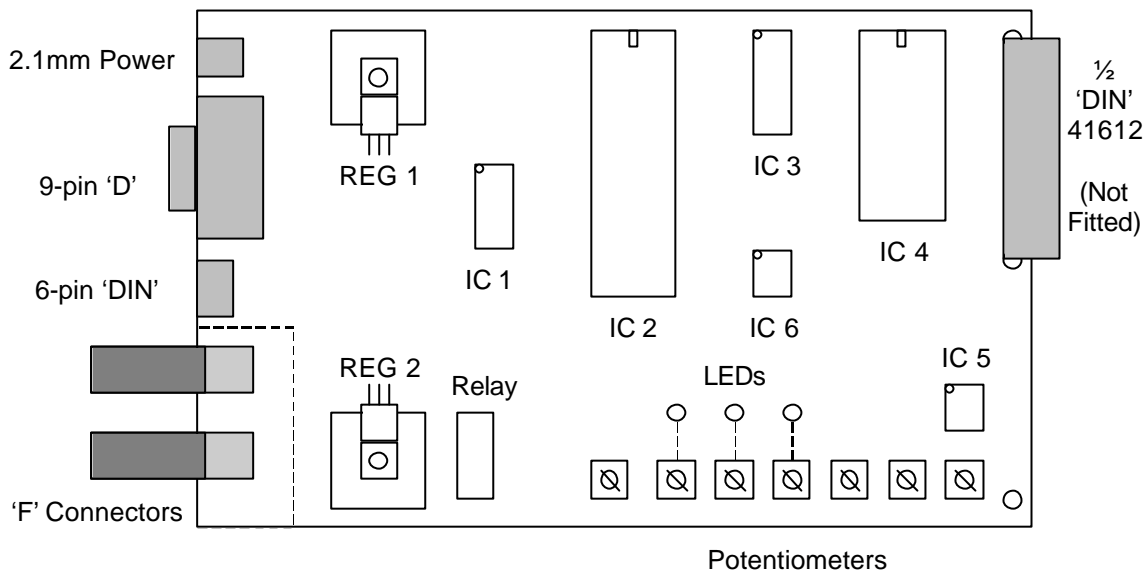 2.1mm Power
9-pin ‘D’
6-pin ‘DIN’
‘F’ Connectors
REG 1
REG 2
IC 1
Relay
IC 2
IC 3
IC 6
LEDs
IC 4
IC 5
Potentiometers
½
‘DIN’
41612
(Not
Fitted)